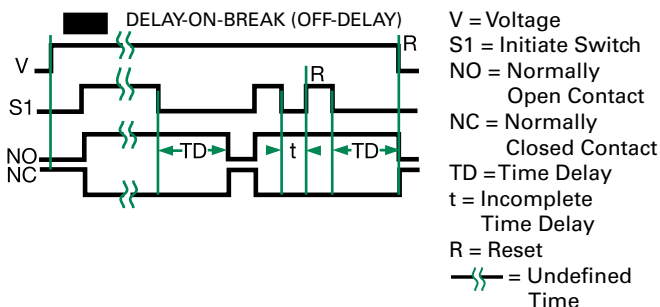 DELAY-ON-BREAK (OFF-DELAY)
R
V
S1
R
NO
NC
TD
t
TD
V = Voltage
S1 = Initiate Switch
NO = Normally
Open Contact
NC = Normally
Closed Contact
TD = Time Delay
t = Incomplete
Time Delay
R = Reset
= Undefined
Time